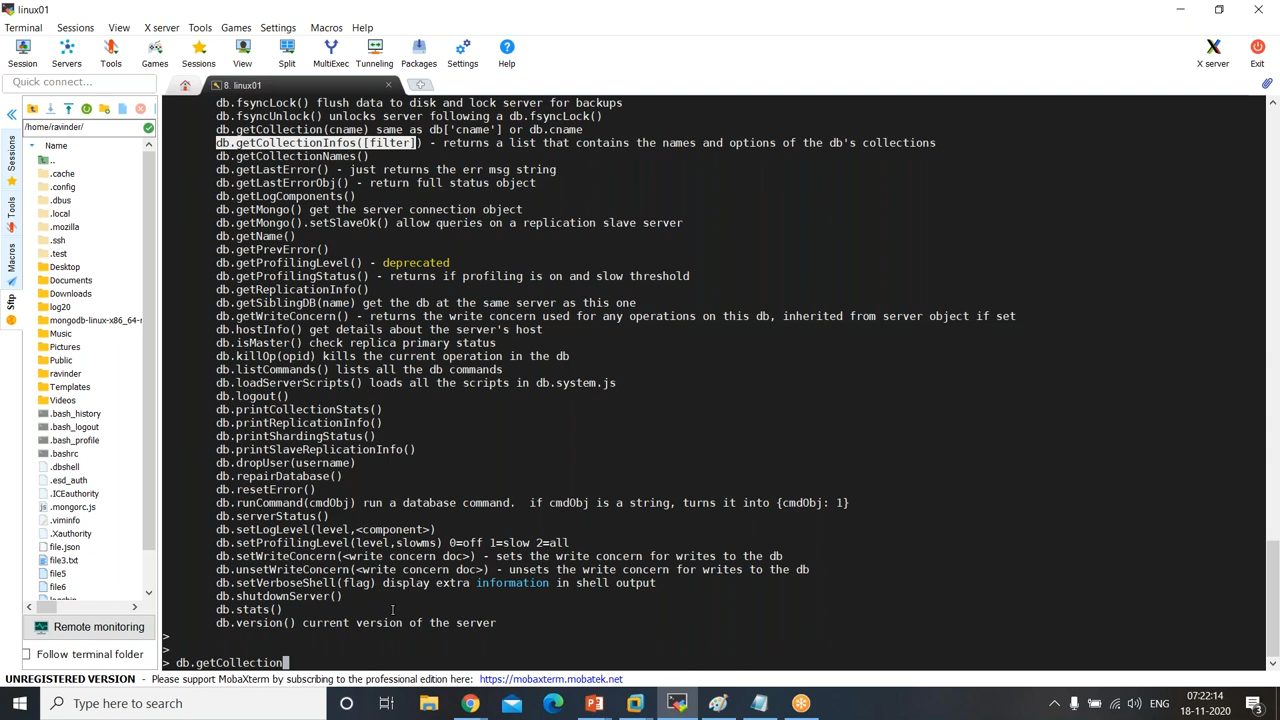 linux01
Terminal Sessions View X server Tools Games Settings Macros Help
Session Servers Tools Games Sessions View Split MultiExec Tunneling Packages Settings Help X server Exit
Quick connect...
8. linux01
/home/ravinder/
Name
..
.cache
.config
.dbus
.local
.mozilla
.ssh
.test
Desktop
Documents
Downloads
log20
mongodb-linux-x86_64-r
Music
Pictures
Public
ravinder
Templates
Videos
.bash_history
.bash_logout
.bash_profile
.bashrc
.dbshell
.esd_auth
.ICEauthority
.mongorc.js
.viminfo
.Xauthority
file.json
file3.txt
file5
file6
Sessions
Tools
Macros
Sftp
Remote monitoring
Follow terminal folder
db.fsyncLock() flush data to disk and lock server for backups
db.fsyncUnlock() unlocks server following a db.fsyncLock()
db.getCollection(cname) same as db['cname'] or db.cname
db.getCollectionInfos([filter]) - returns a list that contains the names and options of the db's collections
db.getCollectionNames()
db.getLastError() - just returns the err msg string
db.getLastErrorObj() - return full status object
db.getLogComponents()
db.getMongo() get the server connection object
db.getMongo().setSlaveOk() allow queries on a replication slave server
db.getName()
db.getPrevError()
db.getProfilingLevel() - deprecated
db.getProfilingStatus() - returns if profiling is on and slow threshold
db.getReplicationInfo()
db.getSiblingDB(name) get the db at the same server as this one
db.getWriteConcern() - returns the write concern used for any operations on this db, inherited from server object if set
db.hostInfo() get details about the server's host
db.isMaster() check replica primary status
db.killOp(opid) kills the current operation in the db
db.listCommands() lists all the db commands
db.loadServerScripts() loads all the scripts in db.system.js
db.logout()
db.printCollectionStats()
db.printReplicationInfo()
db.printShardingStatus()
db.printSlaveReplicationInfo()
db.dropUser(username)
db.repairDatabase()
db.resetError()
db.runCommand(cmdObj) run a database command.  if cmdObj is a string, turns it into {cmdObj: 1}
db.serverStatus()
db.setLogLevel(level,<component>)
db.setProfilingLevel(level,slowms) 0=off 1=slow 2=all
db.setWriteConcern(<write concern doc>) - sets the write concern for writes to the db
db.unsetWriteConcern(<write concern doc>) - unsets the write concern for writes to the db
db.setVerboseShell(flag) display extra information in shell output
db.shutdownServer()
db.stats()
db.version() current version of the server
>
>
> db.getCollection
UNREGISTERED VERSION - Please support MobaXterm by subscribing to the professional edition here: https://mobaxterm.mobatek.net
Type here to search
07:22:14
18-11-2020
3